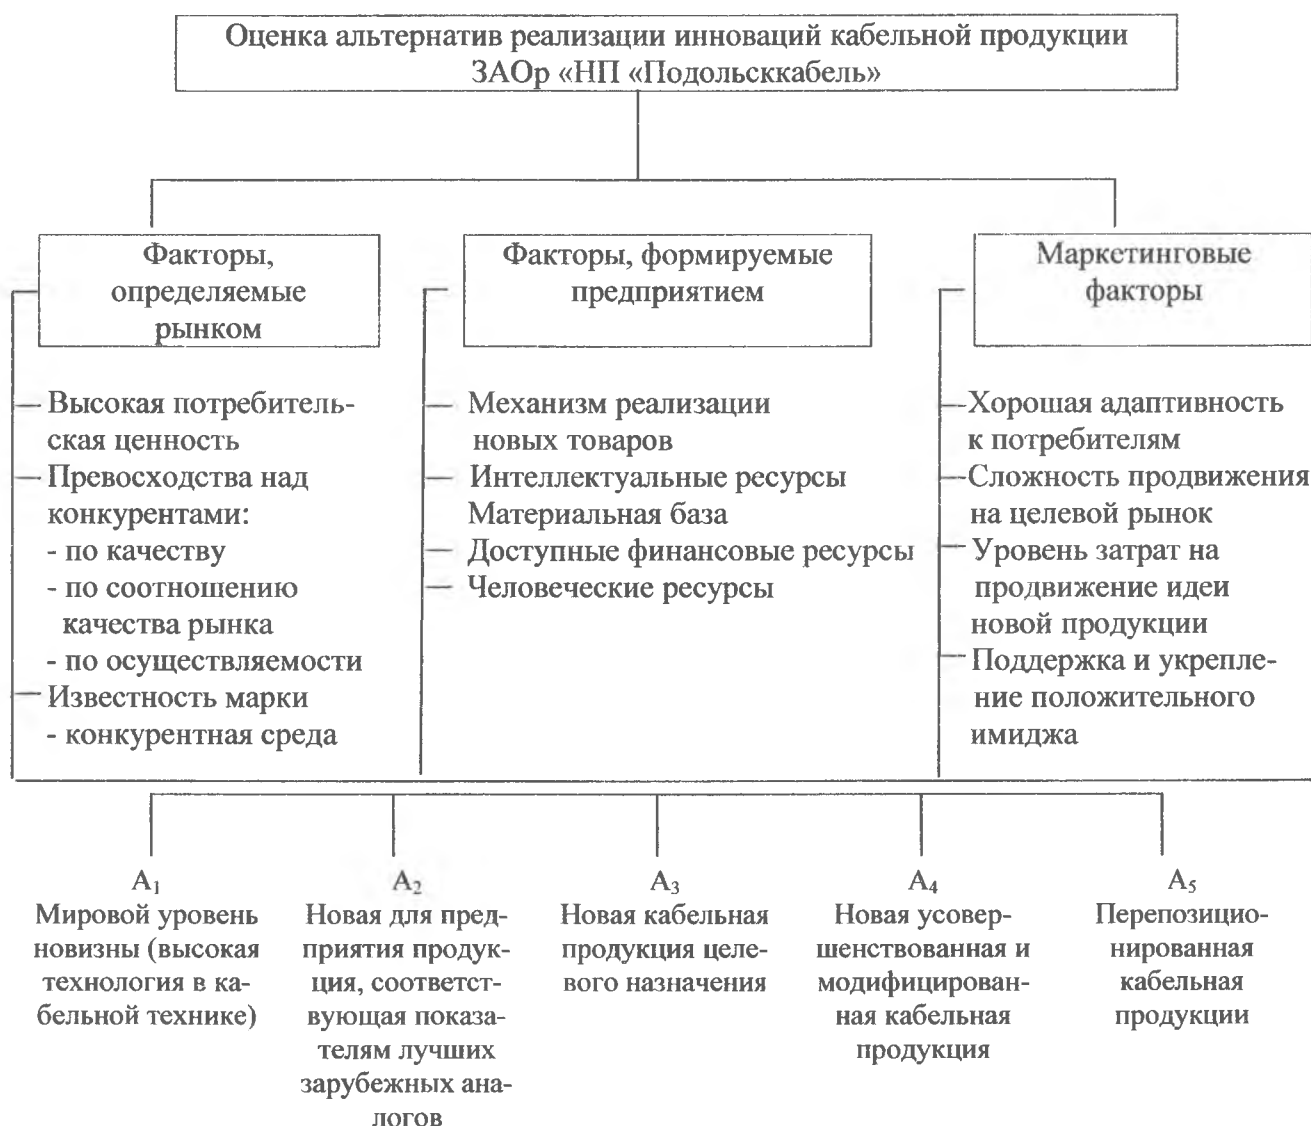 Оценка альтернатив реализации инноваций кабельной продукции
ЗАОр «НП «Подольсккабель»
Факторы,
определяемые
рынком
Высокая потребитель-
ская ценность
Превосходства над
конкурентами:
- по качеству
- по соотношению
качества рынка
- по осуществляемости
Известность марки
- конкурентная среда
Факторы, формируемые
предприятием
Механизм реализации
новых товаров
Интеллектуальные ресурсы
Материальная база
Доступные финансовые ресурсы
Человеческие ресурсы
Маркетинговые
факторы
Хорошая адаптивность
к потребителям
Сложность продвижения
на целевой рынок
Уровень затрат на
продвижение идеи
новой продукции
Поддержка и укрепле-
ние положительного
имиджа
A₁
Мировой уровень
новизны (высокая
технология в ка-
бельной технике)
A₂
Новая для пред-
приятия продук-
ция, соответст-
вующая показа-
телям лучших
зарубежных ана-
логов
A₃
Новая кабельная
продукция целе-
вого назначения
A₄
Новая усовер-
шенствованная и
модифицирован-
ная кабельная
продукция
A₅
Перепозицио-
нированная
кабельная
продукции